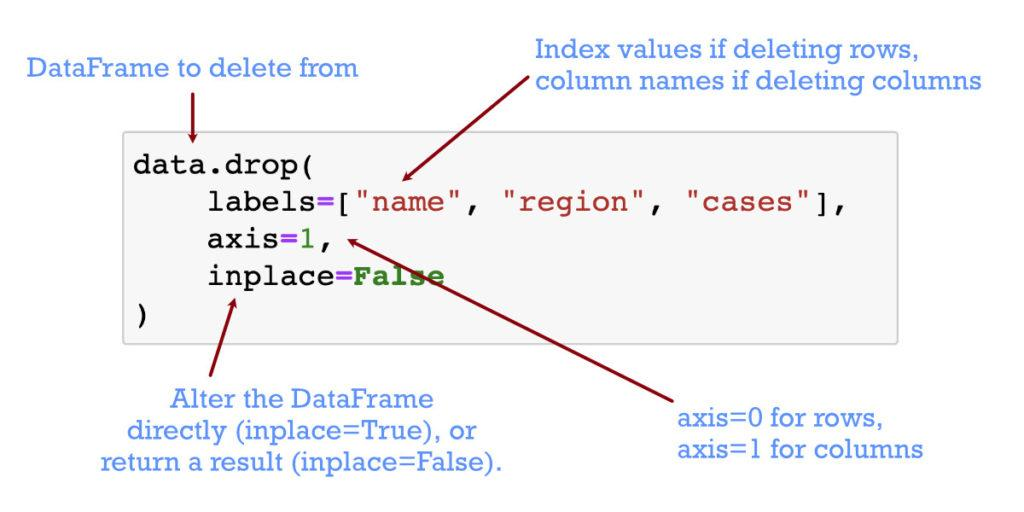 DataFrame to delete from
Index values if deleting rows,
column names if deleting columns
data.drop(
labels=["name", "region", "cases"],
axis=1,
inplace=False
)
Alter the DataFrame
directly (inplace=True), or
return a result (inplace=False).
axis=0 for rows,
axis=1 for columns